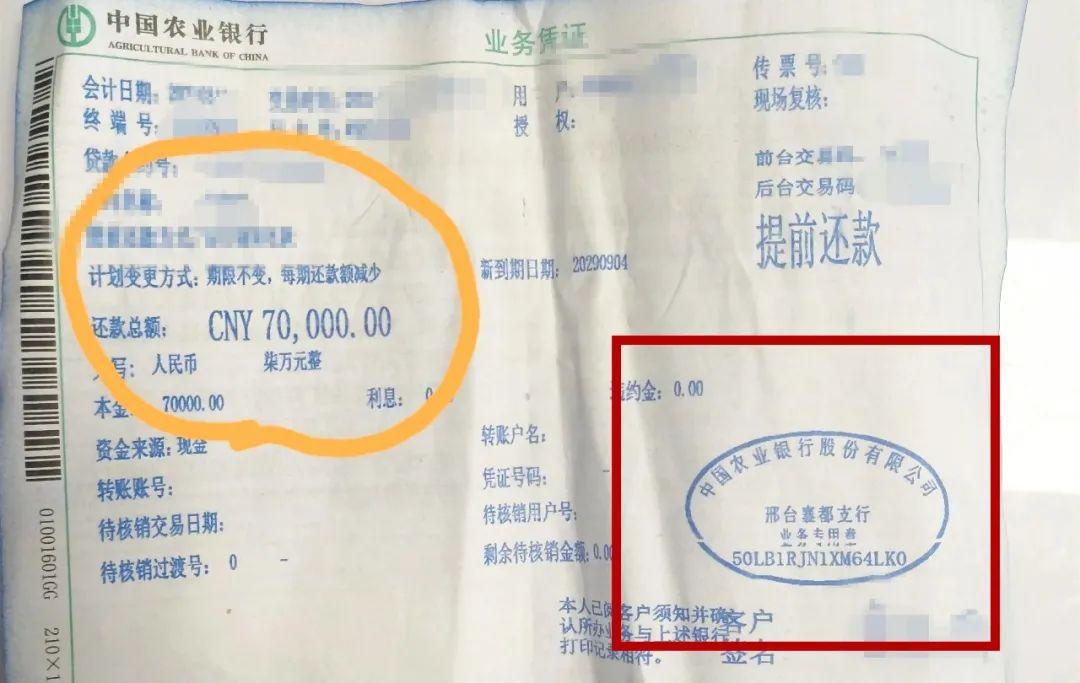 中国农业银行
AGRICULTURAL BANK OF CHINA
业务凭证
会计日期:
用 户:
传票号:
终端号:
授 权:
现场复核:
前台交易
后台交易码
提前还款
计划变更方式: 期限不变, 每期还款额减少
新到期日期: 20290904
还款总额: CNY 70,000.00
写: 人民币 柒万元整
本金 70000.00
利息: 0
约金: 0.00
资金来源: 现金
转账户名:
转账账号:
凭证号码: -
待核销交易日期:
待核销用户号:
待核销过渡号: 0 -
剩余待核销金额: 0.00
中国农业银行股份有限公司
邢台襄都支行
业务专用章
50LB1RJN1XM64LKO
本人已阅客户须知并确
认所办业务与上述银行
打印记录相符。
客户
签名
01001601GG 210×1